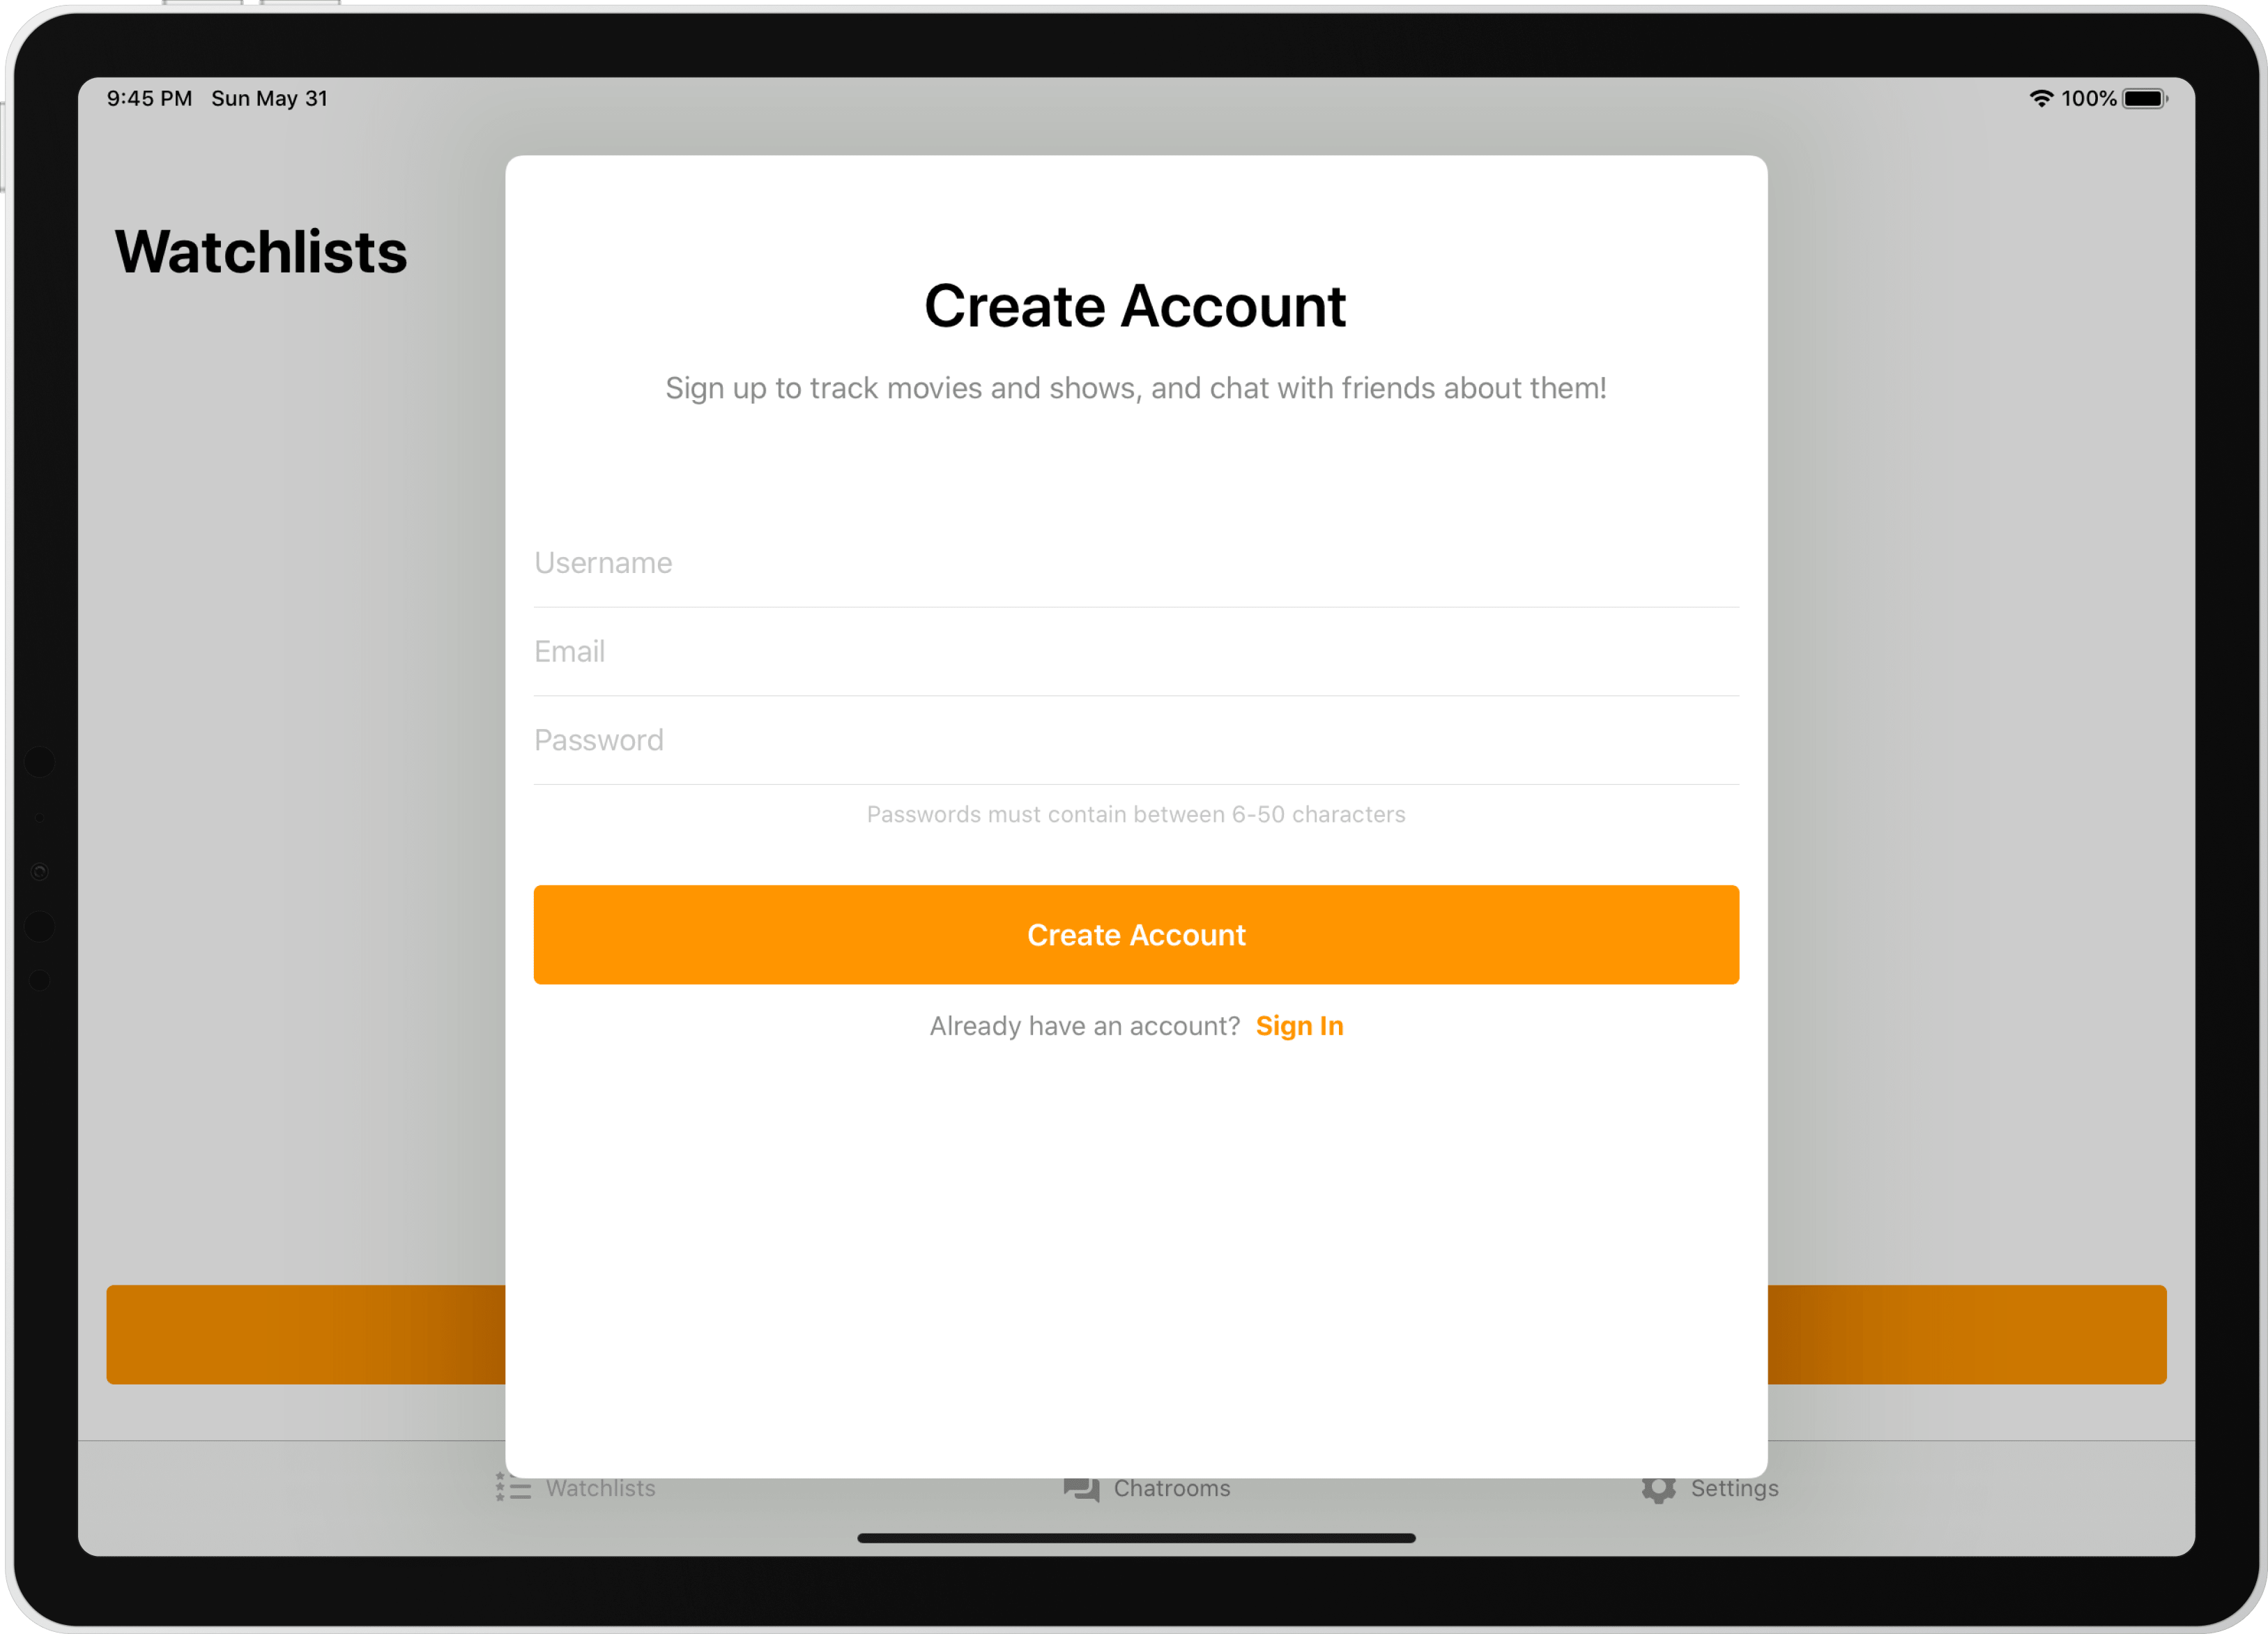 9:45 PM Sun May 31
100%
Watchlists
Create Account
Sign up to track movies and shows, and chat with friends about them!
Username
Email
Password
Passwords must contain between 6-50 characters
Create Account
Already have an account? Sign In
Watchlists
Chatrooms
Settings